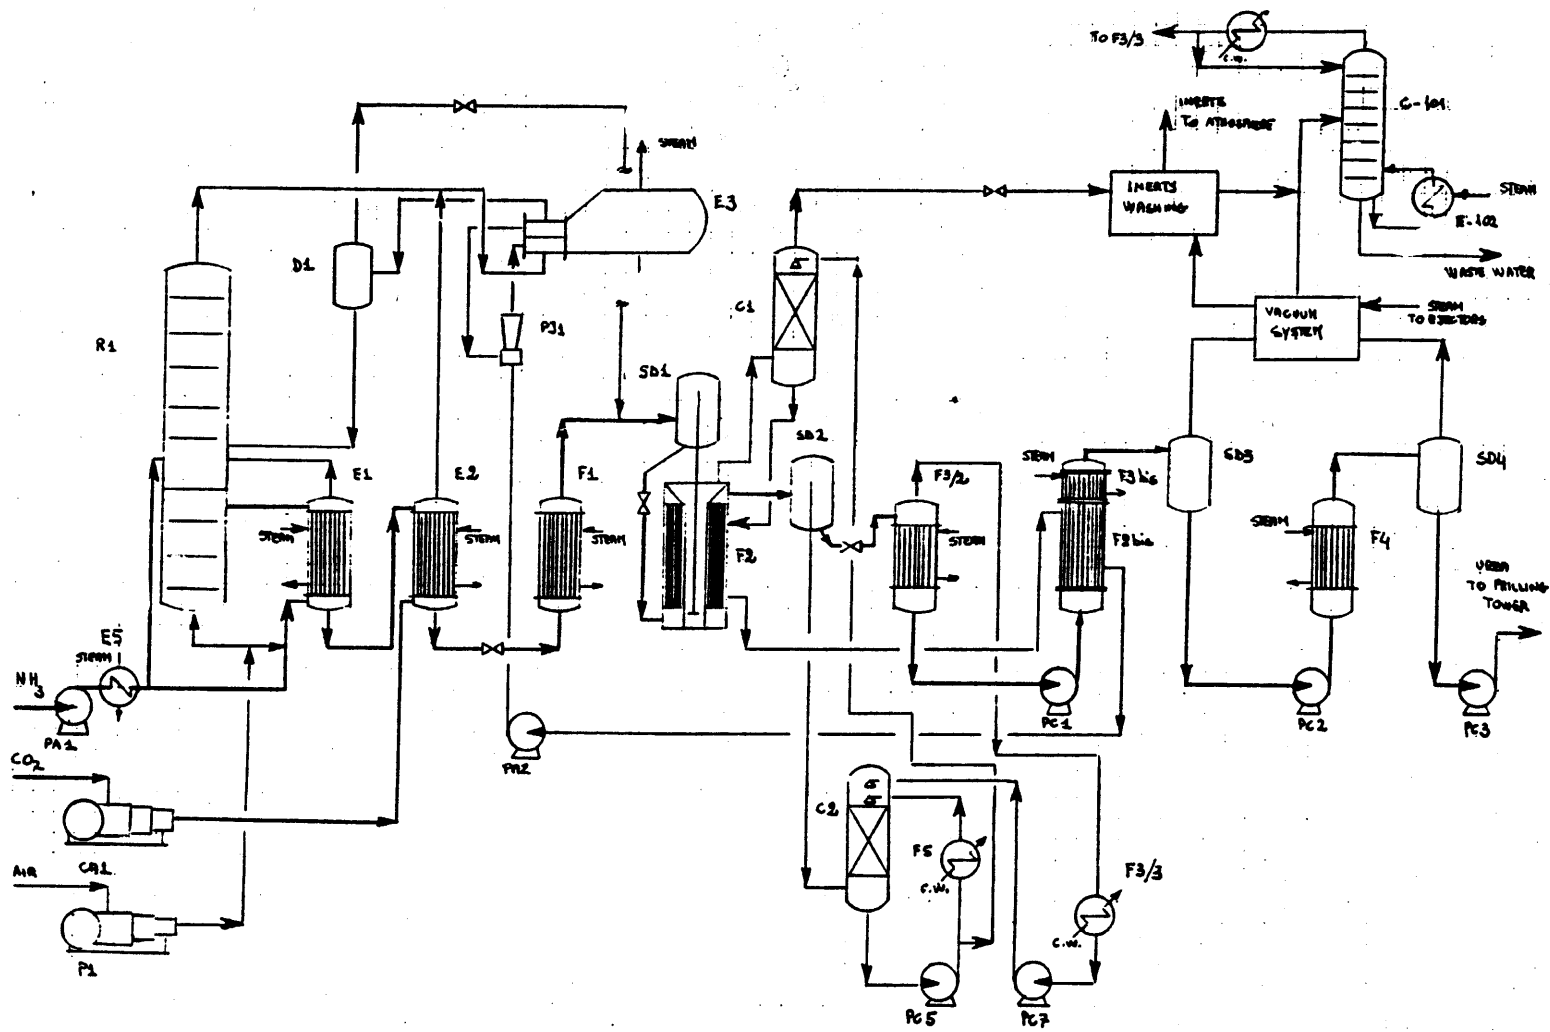 TO F3/3
C.W.
C-101
INERTS
TO ATMOSPHERE
STEAM
E3
INERTS
WASHING
STEAM
E-102
D1
WASTE WATER
C1
PJ1
VACUUM
SYSTEM
STEAM
TO EJECTORS
R1
SD1
SD2
E1
E2
F1
F3/2
STEAM
F3 bis
SD3
SD4
STEAM
STEAM
STEAM
F2
STEAM
F2 bis
STEAM
F4
UREA
TO PRILLING
TOWER
E5
STEAM
NH3
PA1
PA2
PC1
PC2
PC3
CO2
C2
F5
C.W.
AIR
CA1
F3/3
C.W.
P1
PC5
PC7